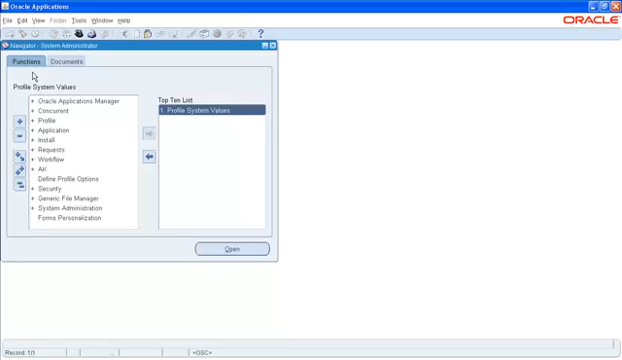 Oracle Applications
File Edit View Folder Tools Window Help
ORACLE
Navigator - System Administrator
Functions Documents
Profile System Values
Top Ten List
+ Oracle Applications Manager
+ Concurrent
+ Profile
+ Application
+ Install
+ Requests
+ Workflow
+ AK
Define Profile Options
+ Security
+ Generic File Manager
+ System Administration
Forms Personalization
1. Profile System Values
Open
Record: 1/1
...
<OSC>